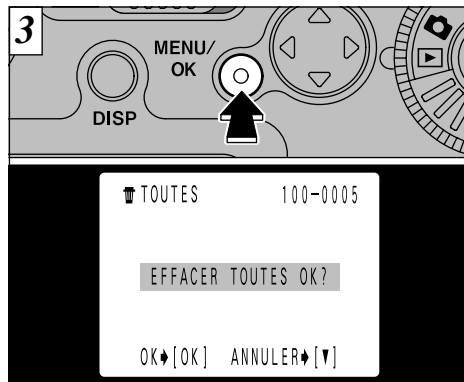 3
MENU/
OK
DISP
TOUTES 100-0005
EFFACER TOUTES OK?
OK➧[OK] ANNULER➧[▼]